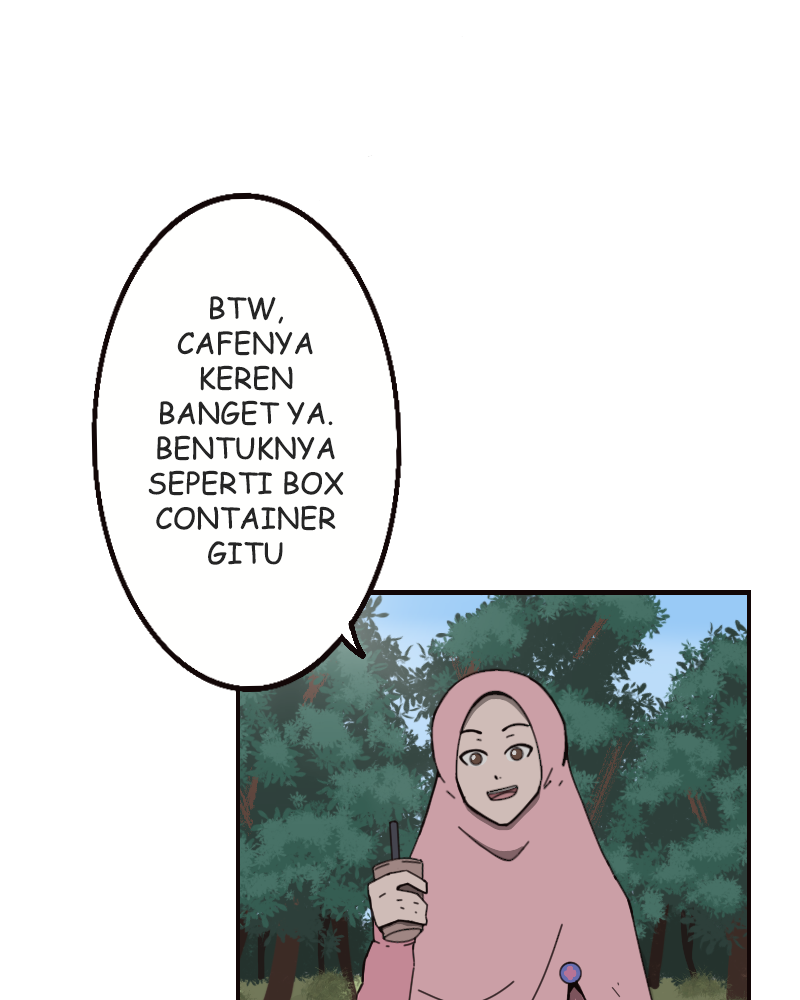 BTW,
CAFENYA
KEREN
BANGET YA.
BENTUKNYA
SEPERTI BOX
CONTAINER
GITU